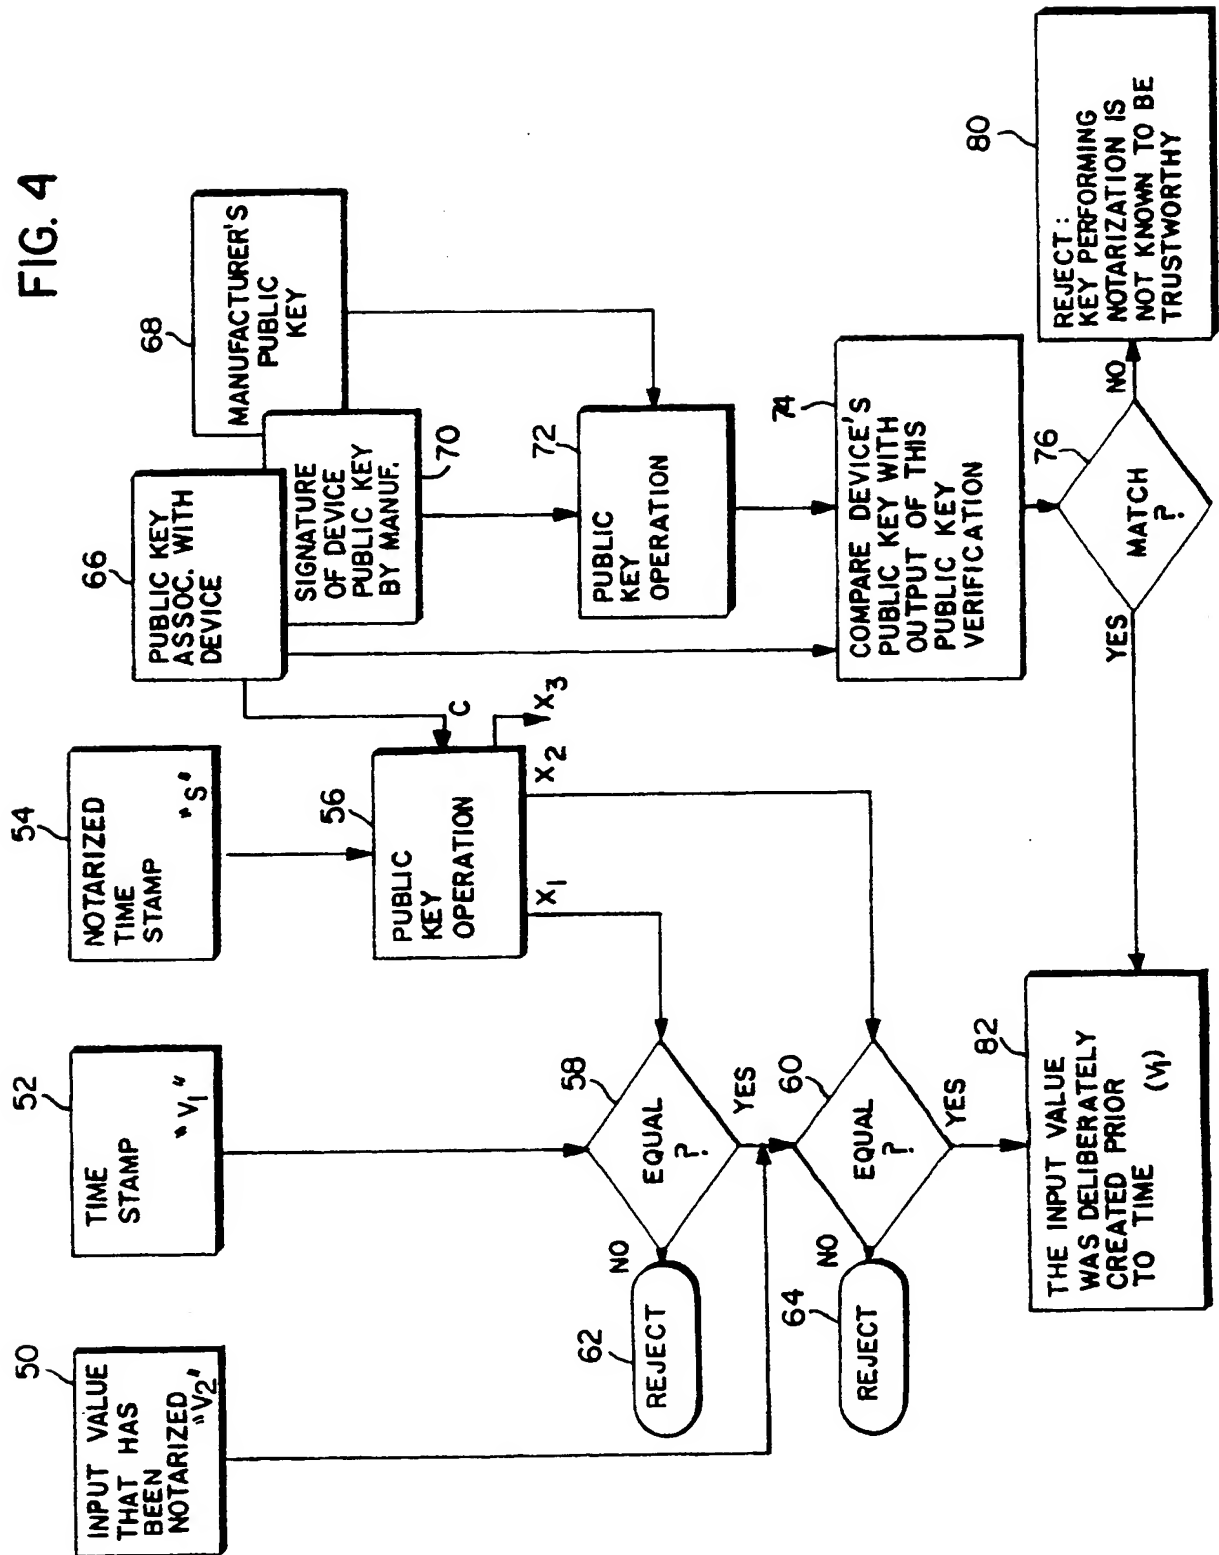 FIG. 4
50
INPUT VALUE
THAT HAS
BEEN
NOTARIZED
"V2"
52
TIME
STAMP
"V1"
54
NOTARIZED
TIME
STAMP
"S"
66
PUBLIC KEY
ASSOC. WITH
DEVICE
68
MANUFACTURER'S
PUBLIC
KEY
70
SIGNATURE
OF DEVICE
PUBLIC KEY
BY MANUF.
56
PUBLIC
KEY
OPERATION
C
X1
X2
X3
72
PUBLIC
KEY
OPERATION
58
EQUAL
?
NO
YES
62
REJECT
60
EQUAL
?
NO
YES
64
REJECT
74
COMPARE DEVICE'S
PUBLIC KEY WITH
OUTPUT OF THIS
PUBLIC KEY
VERIFICATION
76
MATCH
?
YES
NO
80
REJECT:
KEY PERFORMING
NOTARIZATION IS
NOT KNOWN TO BE
TRUSTWORTHY
82
THE INPUT VALUE
WAS DELIBERATELY
CREATED PRIOR
TO TIME (V1)